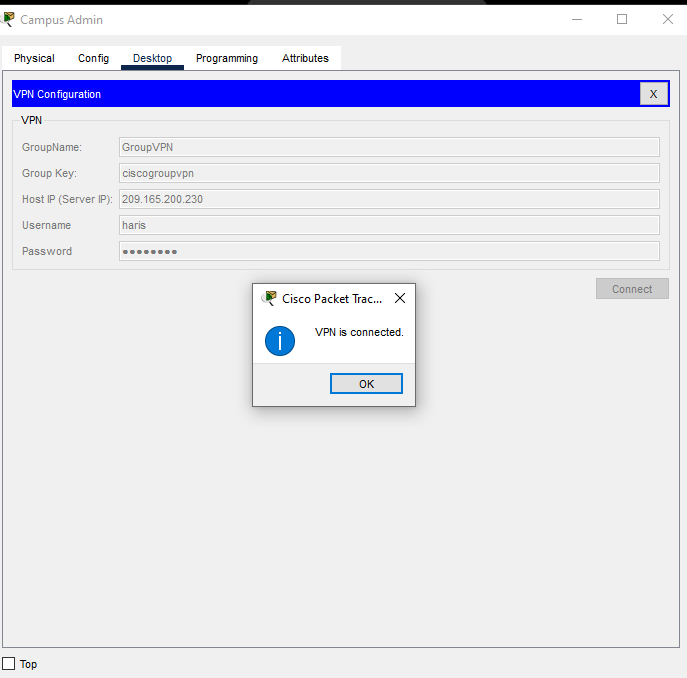 Campus Admin
Physical Config Desktop Programming Attributes
VPN Configuration X
VPN
GroupName: GroupVPN
Group Key: ciscogroupvpn
Host IP (Server IP): 209.165.200.230
Username haris
Password ●●●●●●●●
Connect
Cisco Packet Trac...
VPN is connected.
OK
Top